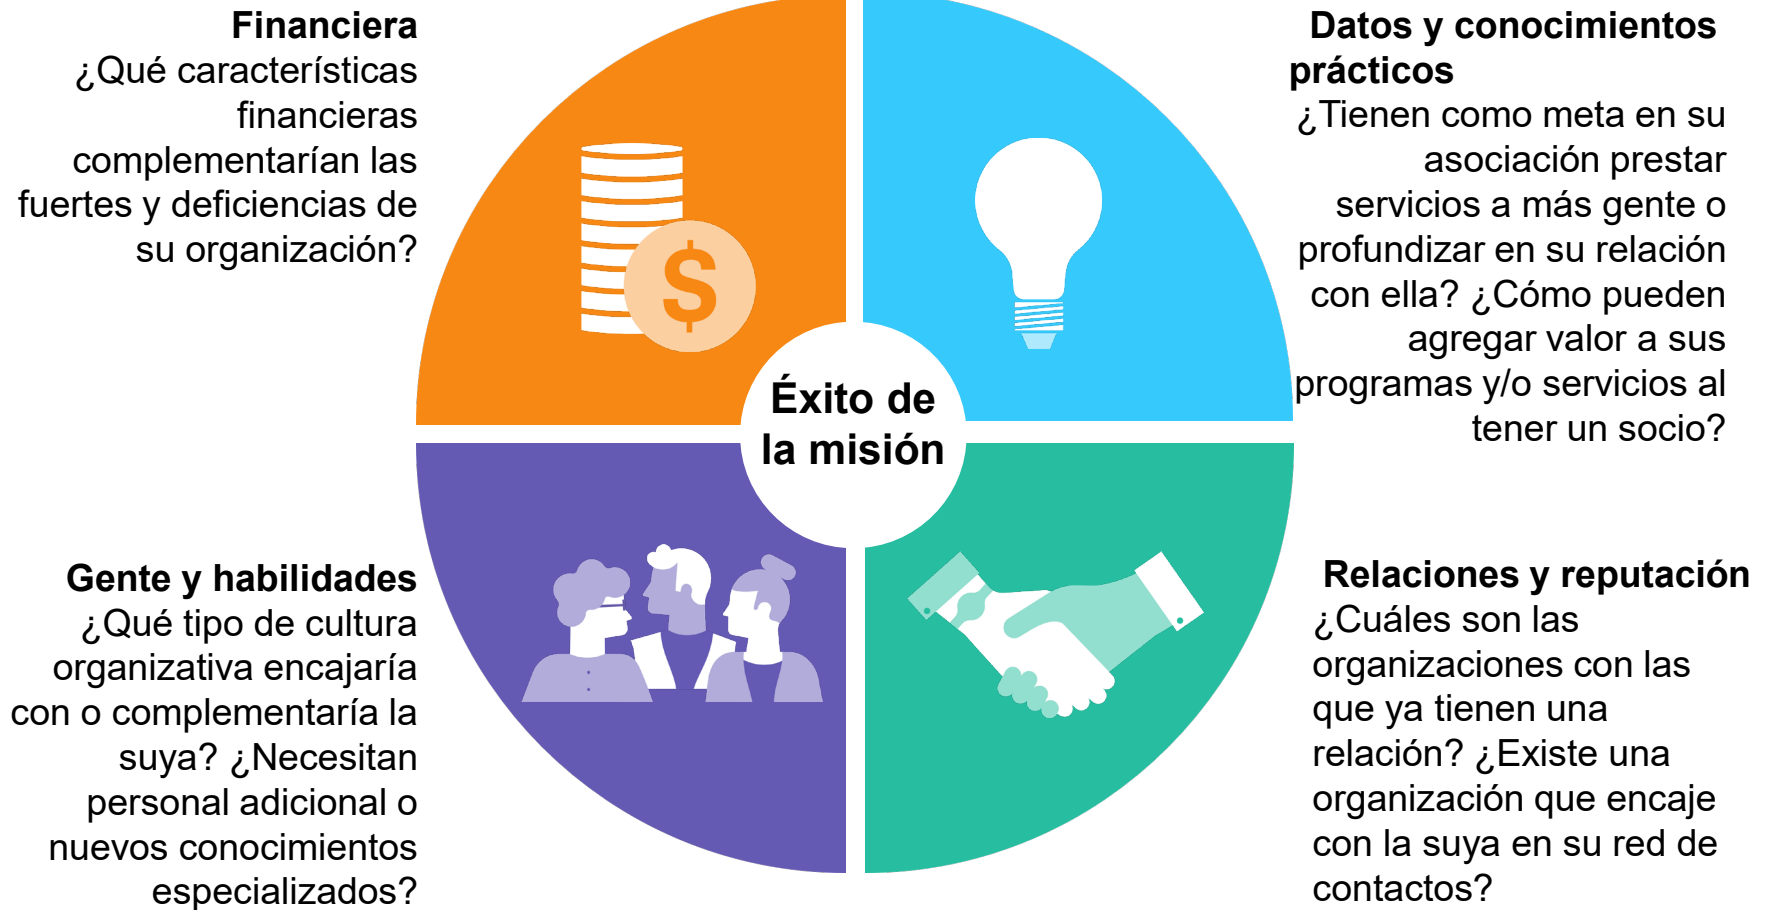 Financiera
¿Qué características
financieras
complementarían las
fuertes y deficiencias de
su organización?
Datos y conocimientos
prácticos
¿Tienen como meta en su
asociación prestar
servicios a más gente o
profundizar en su relación
con ella? ¿Cómo pueden
agregar valor a sus
programas y/o servicios al
tener un socio?
$
Éxito de
la misión
Gente y habilidades
¿Qué tipo de cultura
organizativa encajaría
con o complementaría la
suya? ¿Necesitan
personal adicional o
nuevos conocimientos
especializados?
Relaciones y reputación
¿Cuáles son las
organizaciones con las
que ya tienen una
relación? ¿Existe una
organización que encaje
con la suya en su red de
contactos?